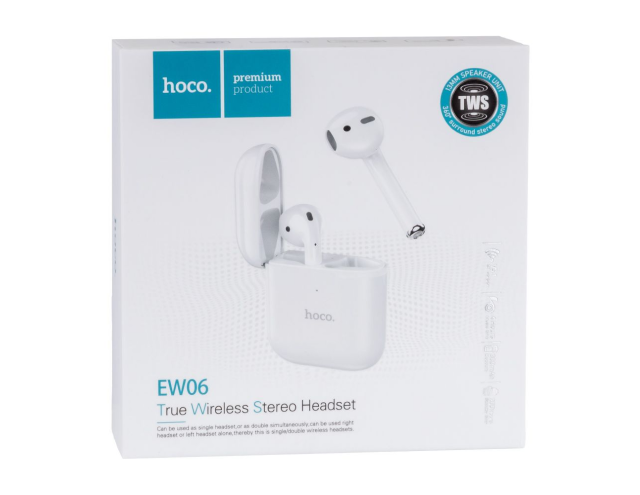 hoco.
premium
product
13MM SPEAKER UNIT
TWS
360° surround stereo sound
hoco.
EW06
True Wireless Stereo Headset
Can be used as single headset,or as double simultaneously,can be used right
headset or left headset alone,thereby this is single/double wireless headsets.